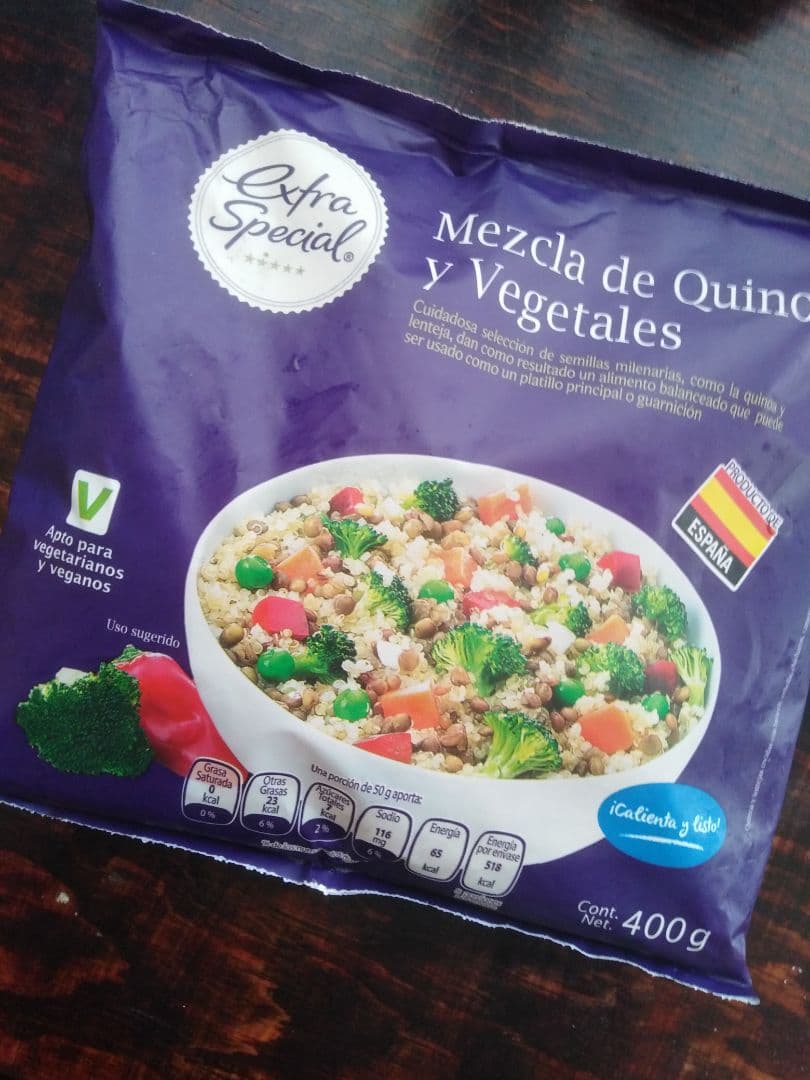 extra
Special®
Mezcla de Quino
y Vegetales
Cuidadosa selección de semillas milenarias, como la quinoa y
lenteja, dan como resultado un alimento balanceado que puede
ser usado como un platillo principal o guarnición
PRODUCTO DE
ESPAÑA
V
Apto para
vegetarianos
y veganos
Uso sugerido
Una porción de 50 g aporta:
Grasa
Saturada
0
kcal
0 %
Otras
Grasas
23
kcal
6 %
Azúcares
Totales
7
kcal
2 %
Sodio
116
mg
6 %
Energía
65
kcal
Energía
por envase
518
kcal
¡Calienta y listo!
Cont.
Net. 400g